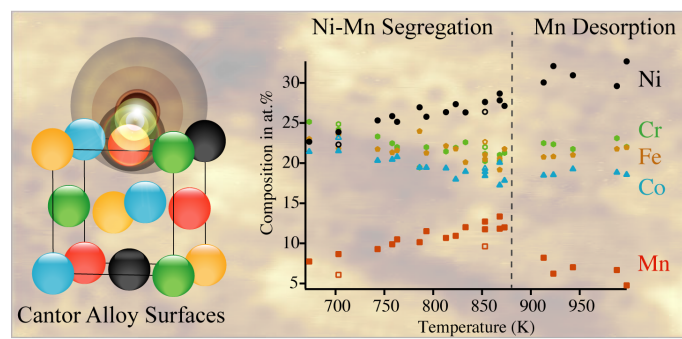 Ni-Mn Segregation
Mn Desorption
Composition in at.%
30
25
20
15
10
5
Ni
Cr
Fe
Co
Mn
700
750
800
850
900
950
Temperature (K)
Cantor Alloy Surfaces